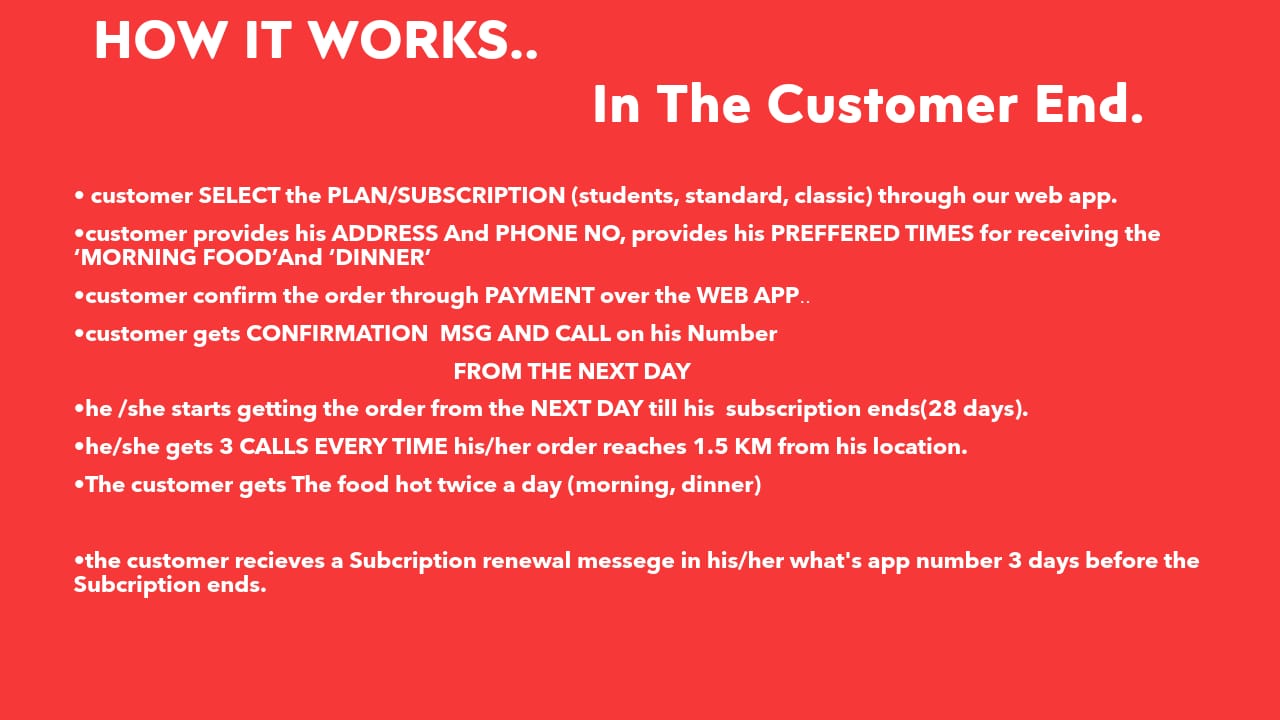 HOW IT WORKS..
In The Customer End.
• customer SELECT the PLAN/SUBSCRIPTION (students, standard, classic) through our web app.
•customer provides his ADDRESS And PHONE NO, provides his PREFFERED TIMES for receiving the
‘MORNING FOOD’And ‘DINNER’
•customer confirm the order through PAYMENT over the WEB APP..
•customer gets CONFIRMATION  MSG AND CALL on his Number
FROM THE NEXT DAY
•he /she starts getting the order from the NEXT DAY till his  subscription ends(28 days).
•he/she gets 3 CALLS EVERY TIME his/her order reaches 1.5 KM from his location.
•The customer gets The food hot twice a day (morning, dinner)
•the customer recieves a Subcription renewal messege in his/her what's app number 3 days before the
Subcription ends.